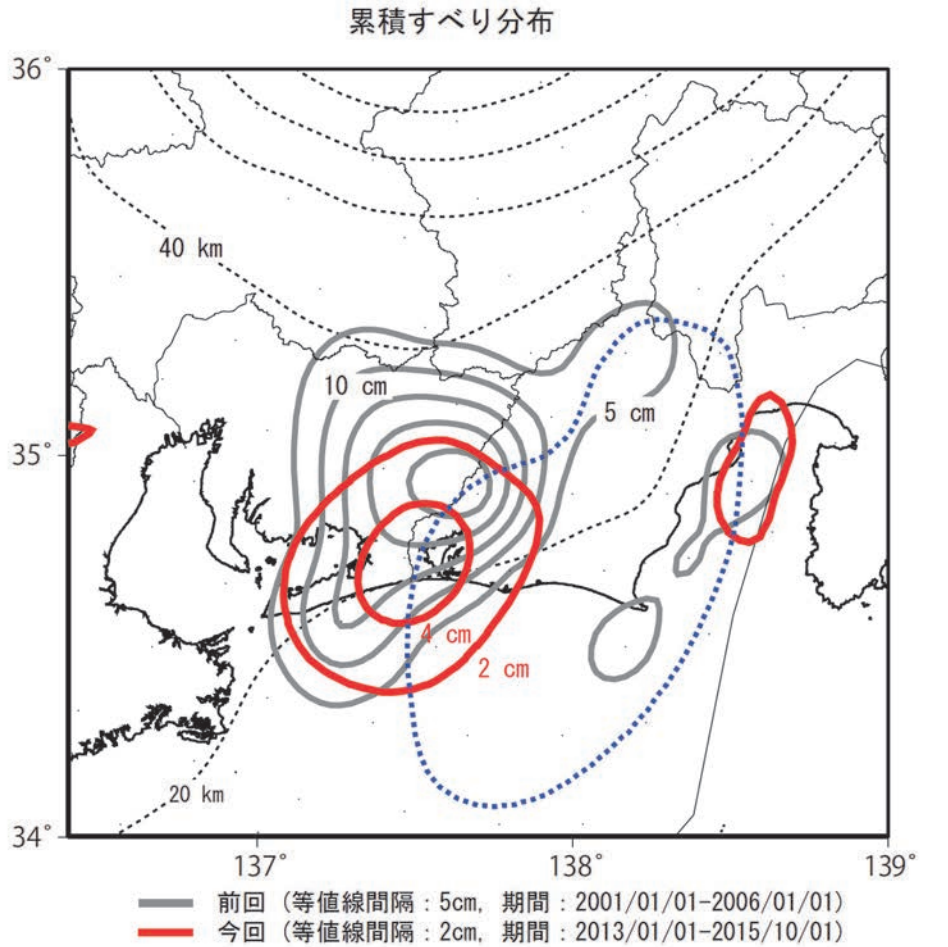 累積すべり分布
36°
40 km
10 cm
5 cm
35°
4 cm
2 cm
20 km
34°
137°
138°
139°
前回 (等値線間隔：5cm, 期間：2001/01/01-2006/01/01)
今回 (等値線間隔：2cm, 期間：2013/01/01-2015/10/01)